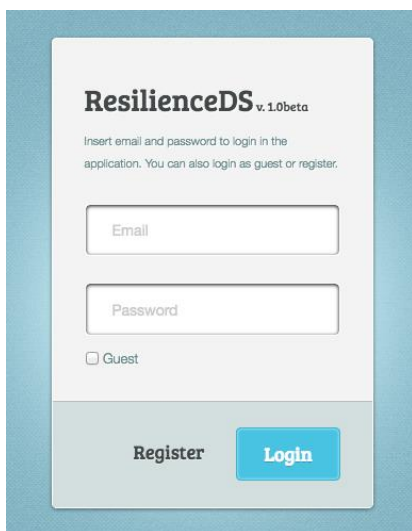 ResilienceDS v. 1.0beta
Insert email and password to login in the
application. You can also login as guest or register.
Email
Password
Guest
Register Login